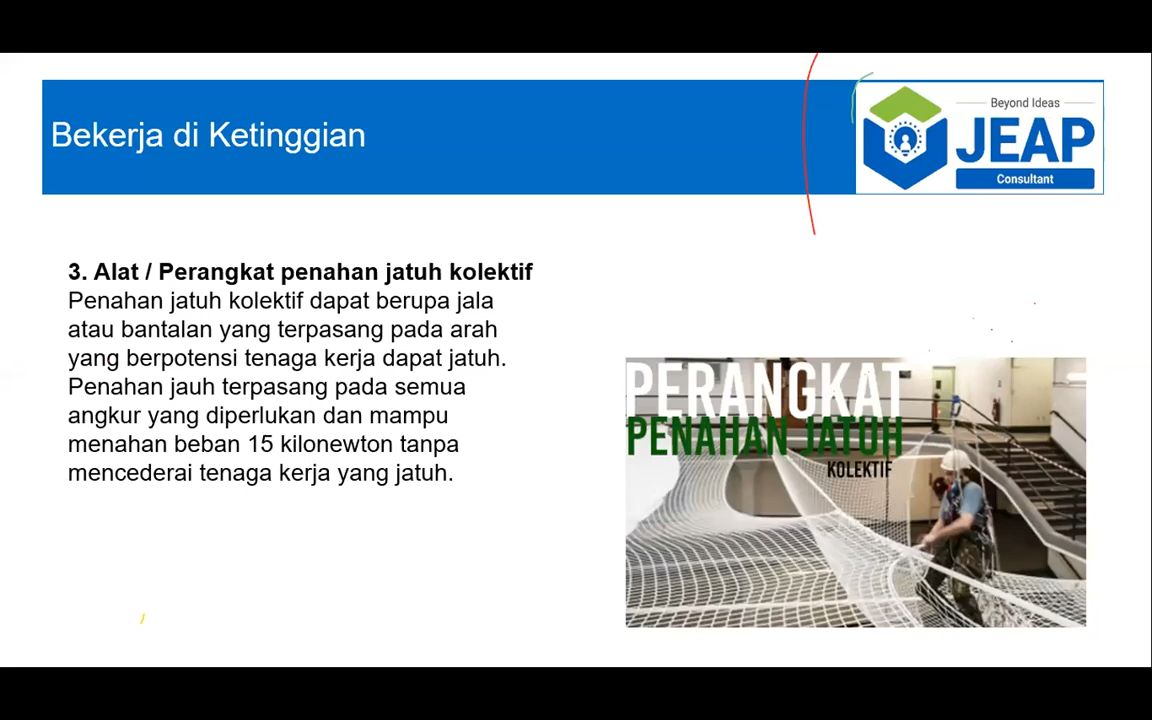 Bekerja di Ketinggian
Beyond Ideas
JEAP
Consultant
3. Alat / Perangkat penahan jatuh kolektif
Penahan jatuh kolektif dapat berupa jala
atau bantalan yang terpasang pada arah
yang berpotensi tenaga kerja dapat jatuh.
Penahan jauh terpasang pada semua
angkur yang diperlukan dan mampu
menahan beban 15 kilonewton tanpa
mencederai tenaga kerja yang jatuh.
PERANGKAT
PENAHAN JATUH
KOLEKTIF